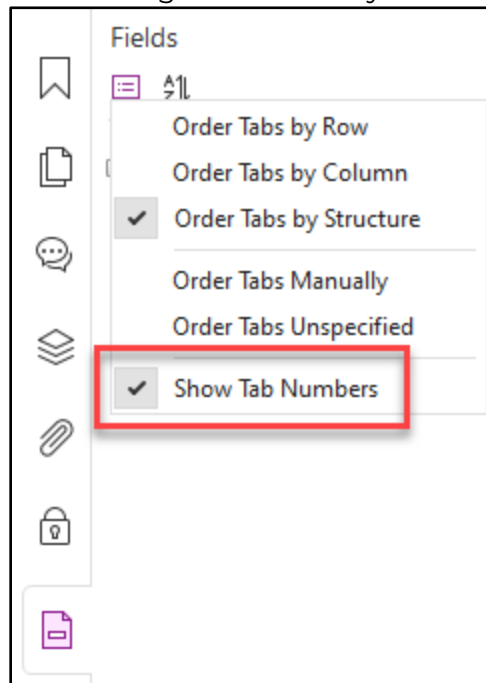 Fields
Order Tabs by Row
Order Tabs by Column
Order Tabs by Structure
Order Tabs Manually
Order Tabs Unspecified
Show Tab Numbers